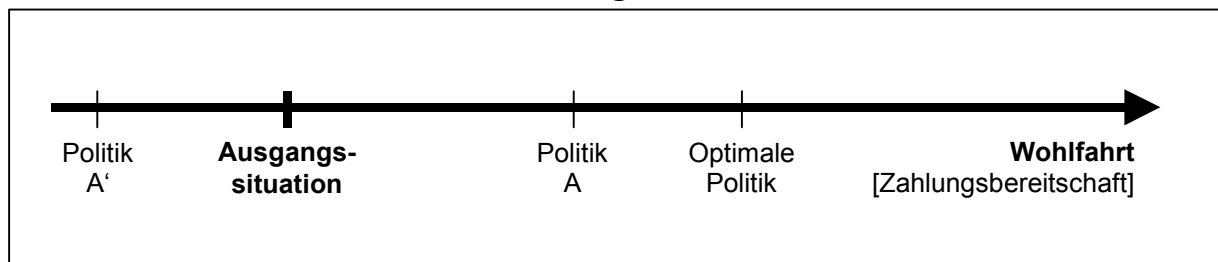 Politik
A‘
Ausgangs-
situation
Politik
A
Optimale
Politik
Wohlfahrt
[Zahlungsbereitschaft]